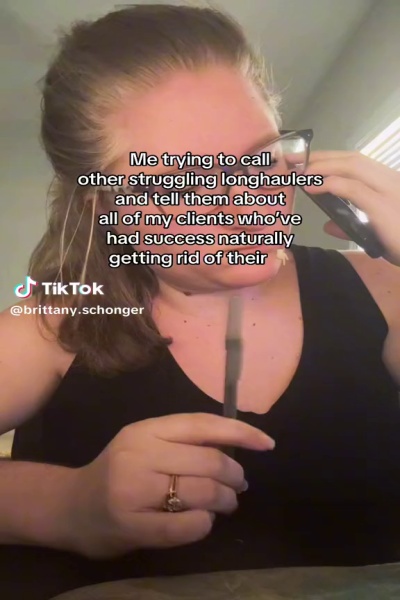 Me trying to call
other struggling longhaulers
and tell them about
all of my clients who've
had success naturally
getting rid of their
TikTok
@brittany.schonger